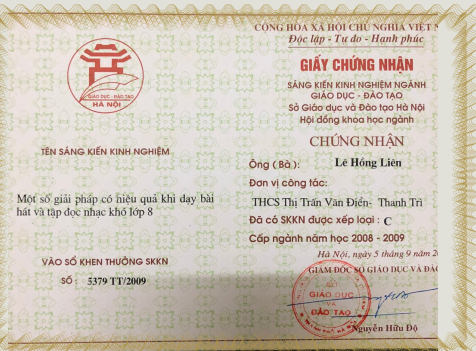 GIÁO DỤC - ĐÀO TẠO
HÀ NỘI
TÊN SÁNG KIẾN KINH NGHIỆM
Một số giải pháp có hiệu quả khi dạy bài
hát và tập đọc nhạc khó lớp 8
VÀO SỔ KHEN THƯỞNG SKKN
SỐ : 5379 TT/2009
CỘNG HÒA XÃ HỘI CHỦ NGHĨA VIỆT
Độc lập - Tự do - Hạnh phúc
GIẤY CHỨNG NHẬN
SÁNG KIẾN KINH NGHIỆM NGÀNH
GIÁO DỤC - ĐÀO TẠO
Sở Giáo dục và Đào tạo Hà Nội
Hội đồng khoa học ngành
CHỨNG NHẬN
Ông ( Bà ): Lê Hồng Liên
Đơn vị công tác:
THCS Thị Trấn Văn Điển- Thanh Trì
Đã có SKKN được xếp loại : C
Cấp ngành năm học 2008 - 2009
Hà Nội, ngày 5 tháng 9 năm
GIÁM ĐỐC SỞ GIÁO DỤC VÀ ĐÀO
SỞ
GIÁO DỤC
VÀ
ĐÀO TẠO
Nguyễn Hữu Độ